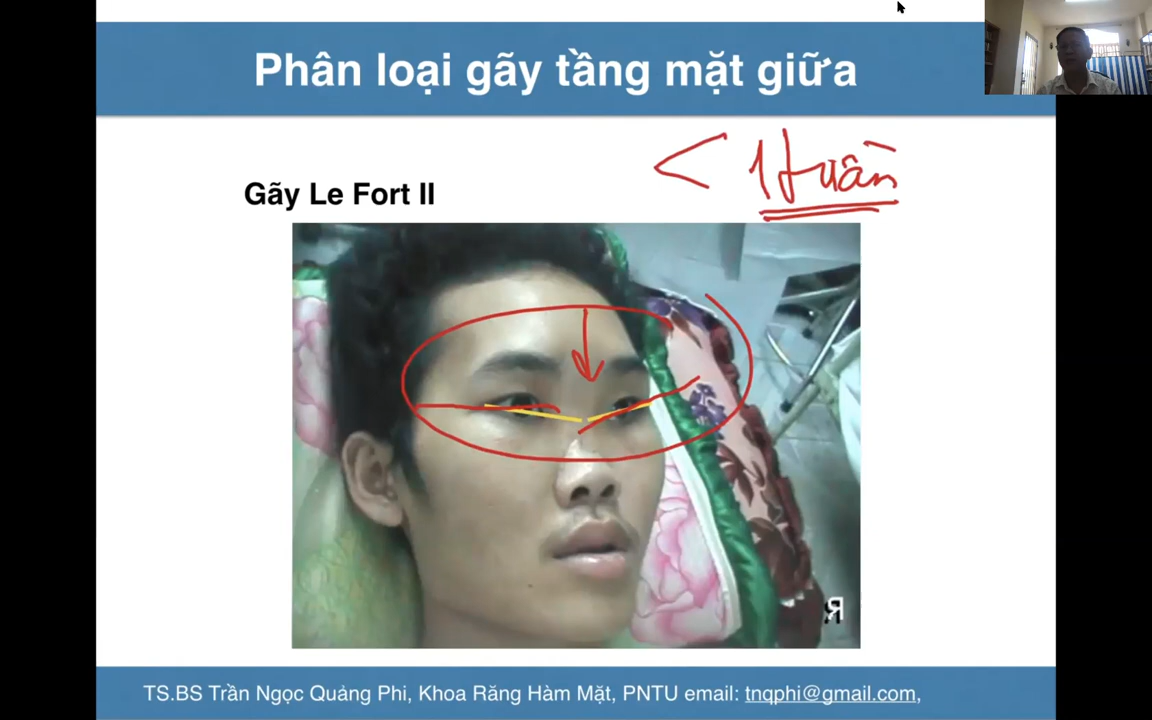 Phân loại gãy tầng mặt giữa
< 1 tuần
Gãy Le Fort II
R
TS.BS Trần Ngọc Quảng Phi, Khoa Răng Hàm Mặt, PNTU email: tnqphi@gmail.com,